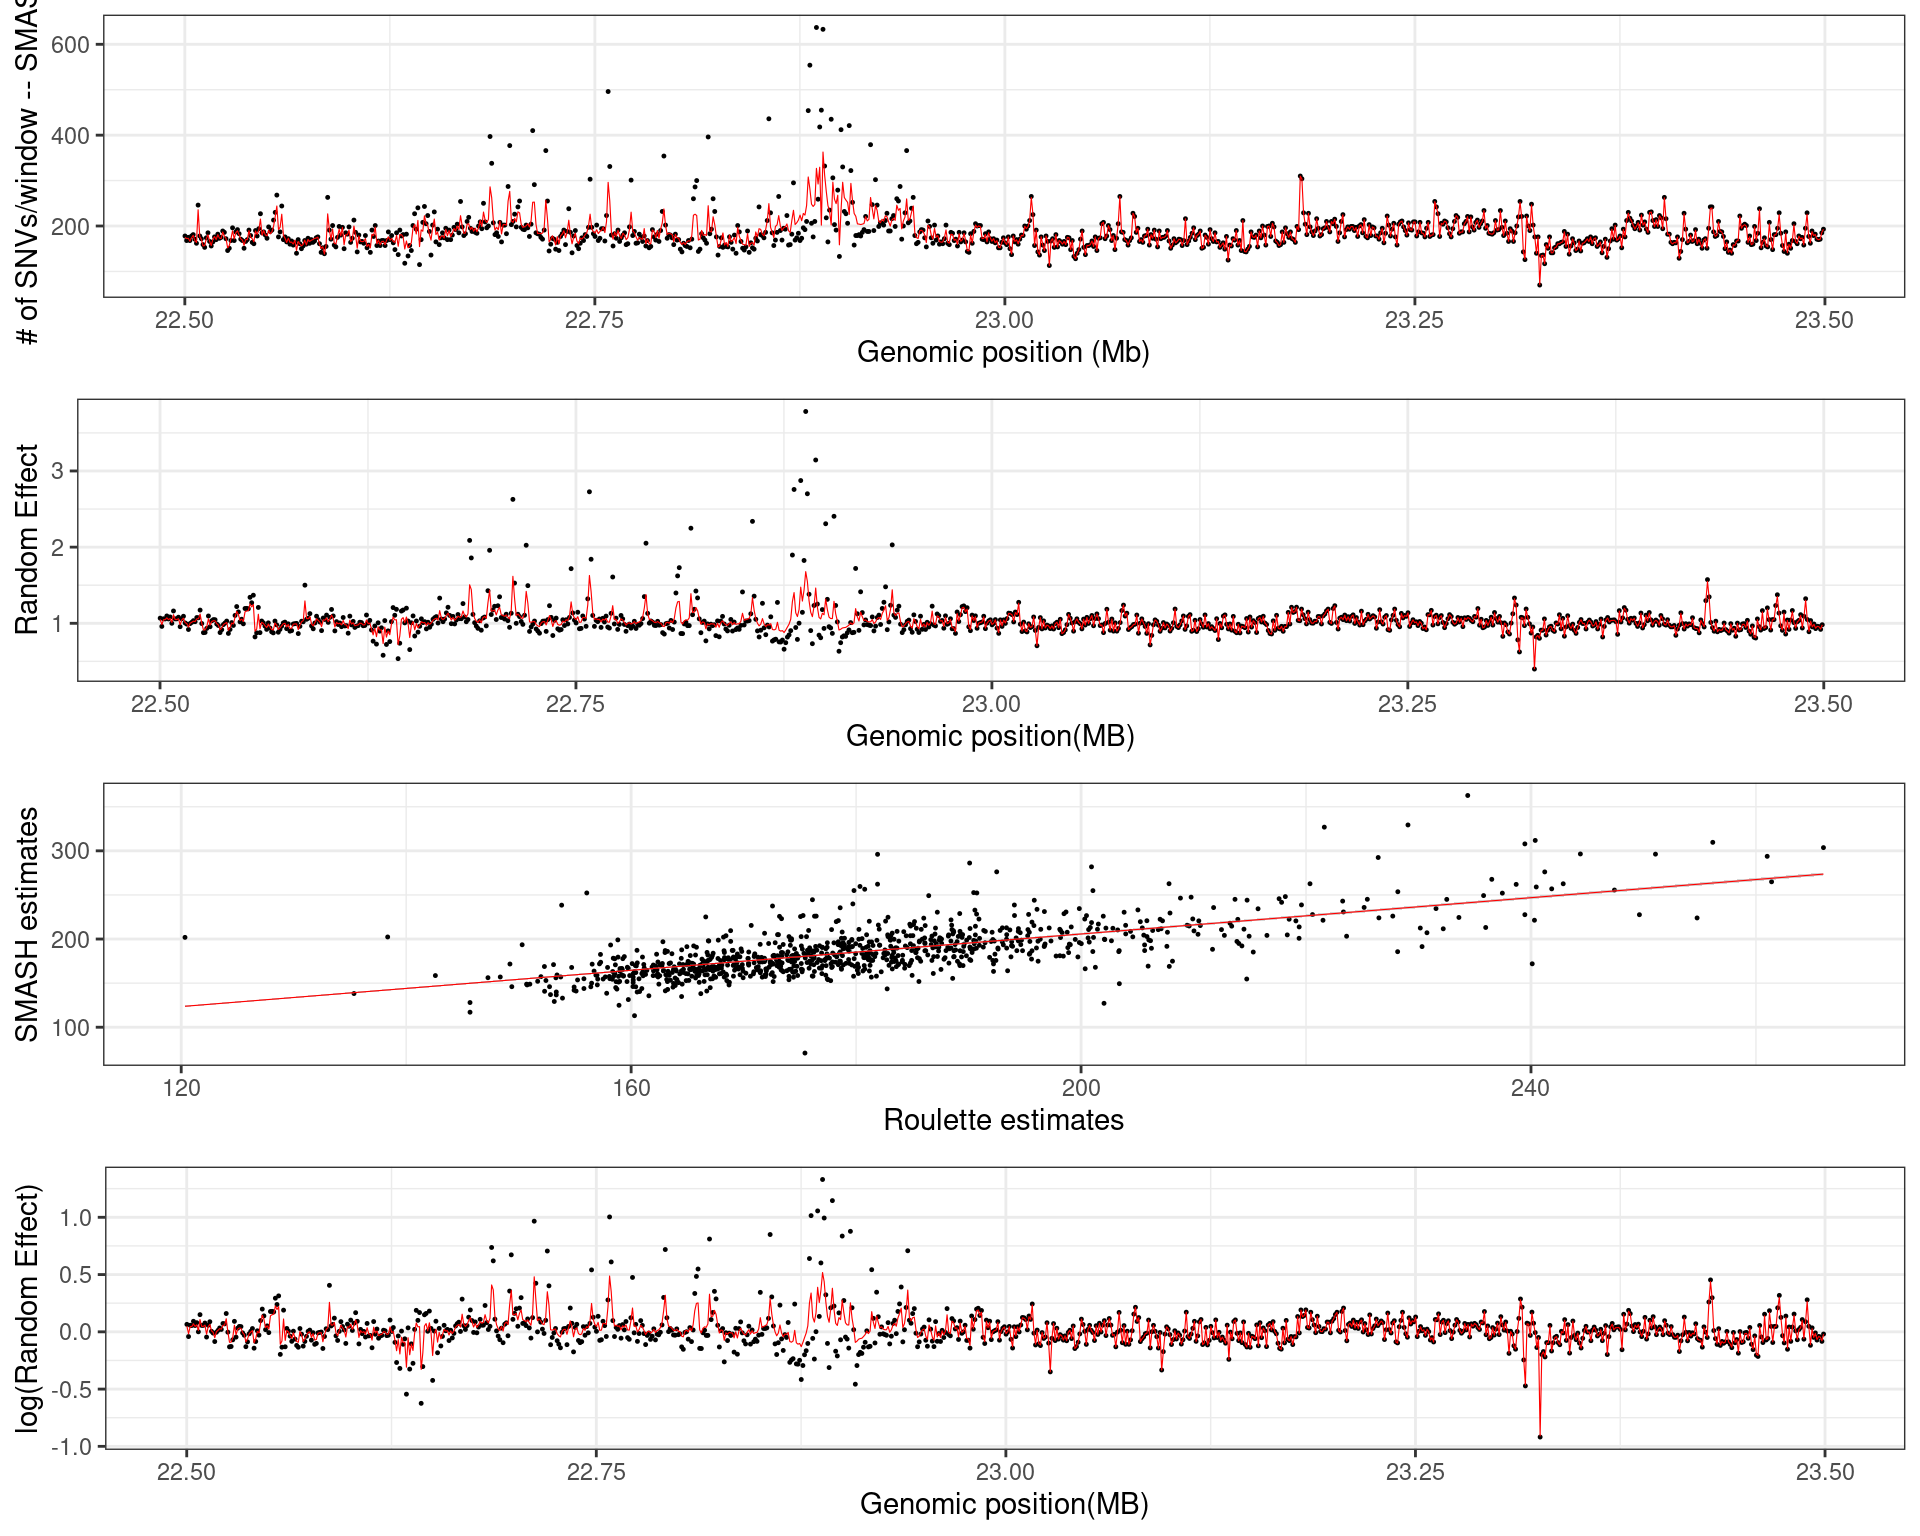 # of SNVs/window -- SMAS
600
400
200
22.50 22.75 23.00 23.25 23.50
Genomic position (Mb)
Random Effect
3
2
1
22.50 22.75 23.00 23.25 23.50
Genomic position(MB)
SMASH estimates
300
200
100
120 160 200 240
Roulette estimates
log(Random Effect)
1.0
0.5
0.0
-0.5
-1.0
22.50 22.75 23.00 23.25 23.50
Genomic position(MB)